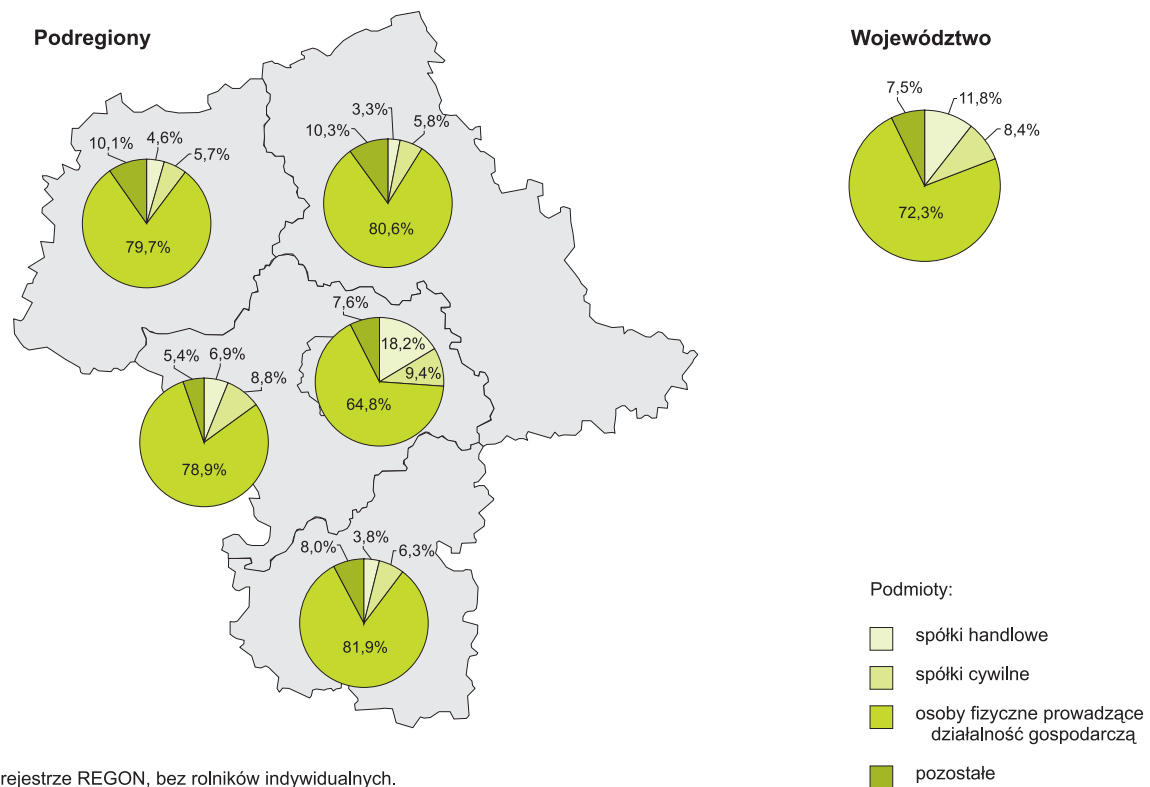 Podregiony
Województwo
10,1%
4,6%
5,7%
79,7%
10,3%
3,3%
5,8%
80,6%
7,5%
11,8%
8,4%
72,3%
7,6%
18,2%
9,4%
64,8%
5,4%
6,9%
8,8%
78,9%
8,0%
3,8%
6,3%
81,9%
Podmioty:
spółki handlowe
spółki cywilne
osoby fizyczne prowadzące
działalność gospodarczą
pozostałe
rejestrze REGON, bez rolników indywidualnych.